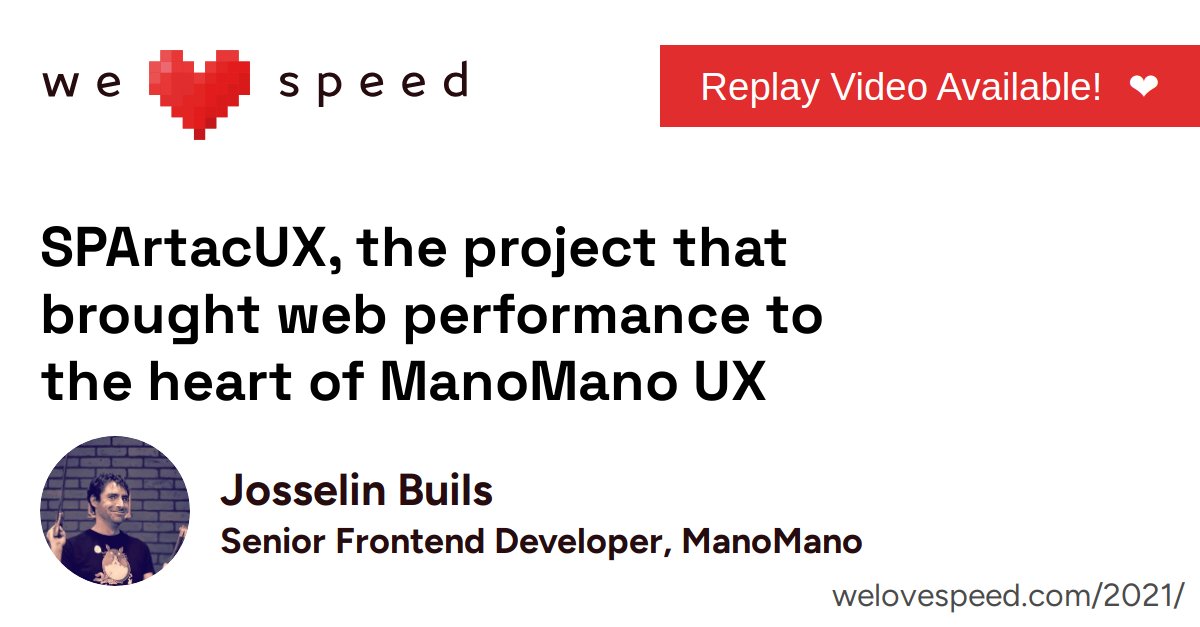 we speed
Replay Video Available! ❤
SPArtacUX, the project that
brought web performance to
the heart of ManoMano UX
Josselin Buils
Senior Frontend Developer, ManoMano
welovespeed.com/2021/